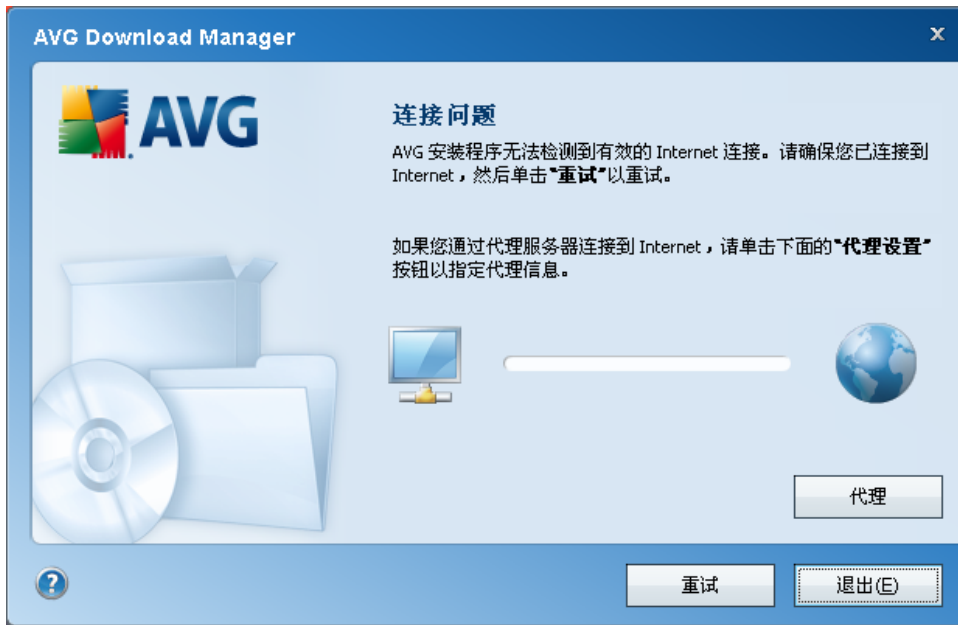 AVG Download Manager
x
AVG
连接问题
AVG 安装程序无法检测到有效的 Internet 连接。请确保您已连接到
Internet，然后单击"重试"以重试。
如果您通过代理服务器连接到 Internet，请单击下面的"代理设置"
按钮以指定代理信息。
代理
?
重试
退出(E)